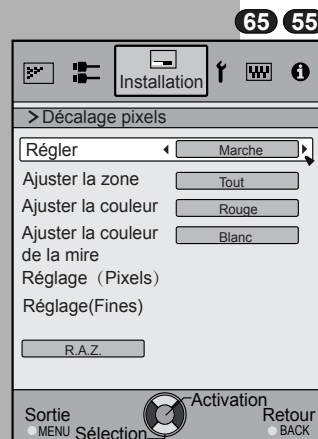 65 55
Installation
>Décalage pixels
Régler Marche
Ajuster la zone Tout
Ajuster la couleur Rouge
Ajuster la couleur de la mire Blanc
Réglage（Pixels）
Réglage(Fines)
R.A.Z.
Activation
Sortie Retour
MENU Sélection BACK